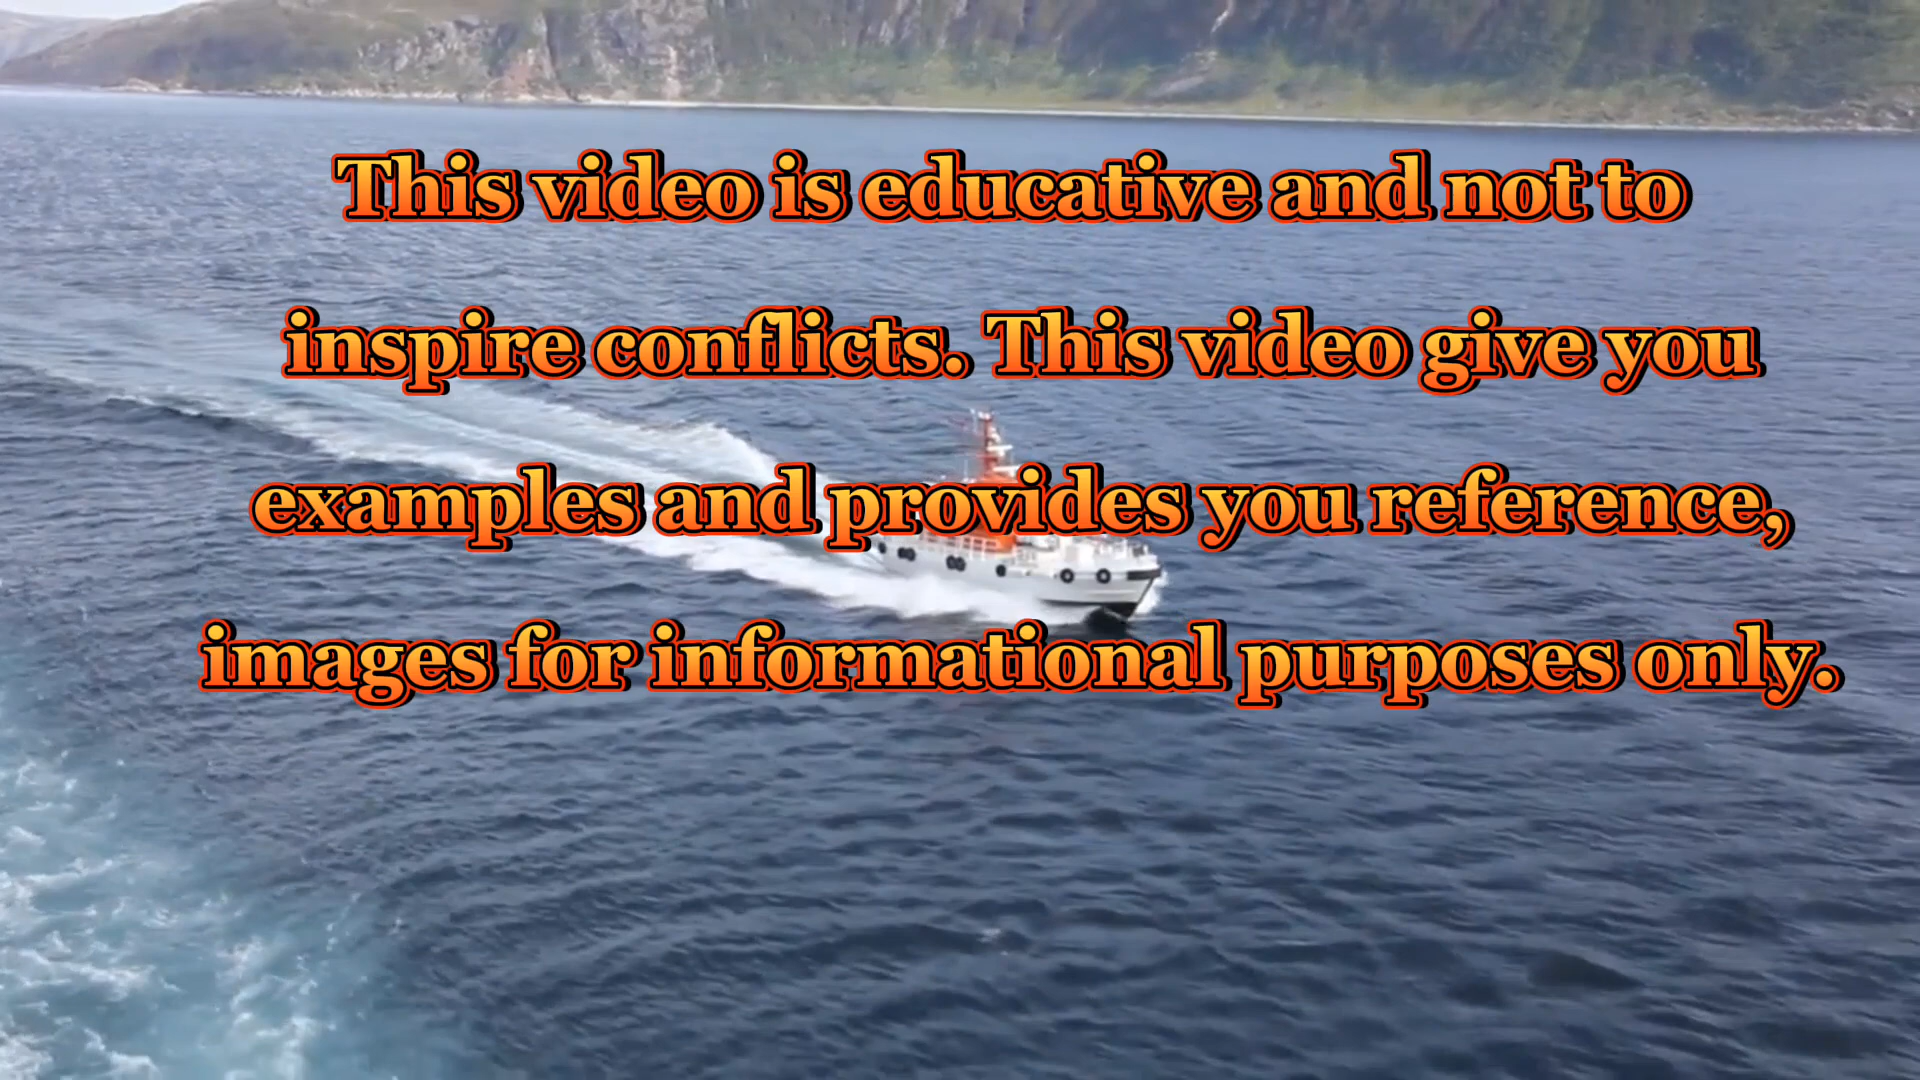 This video is educative and not to
inspire conflicts. This video give you
examples and provides you reference,
images for informational purposes only.